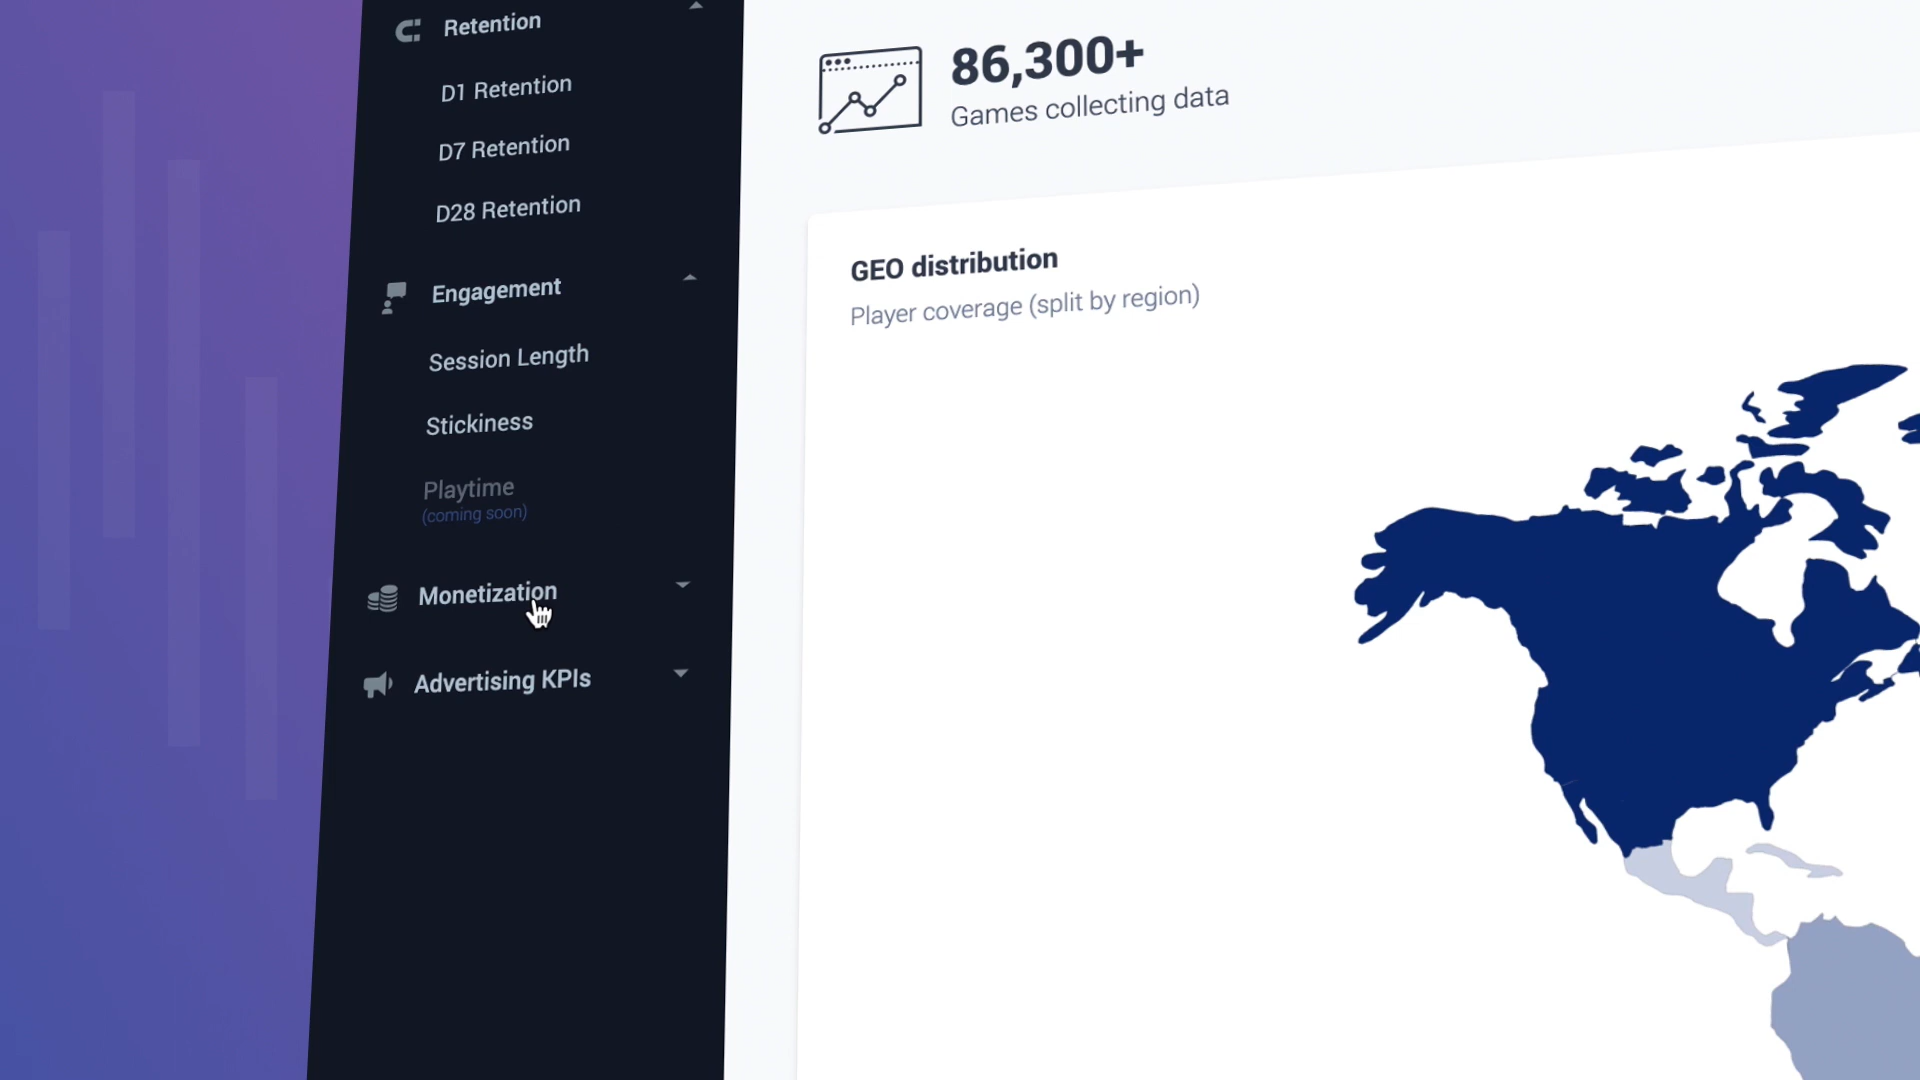 Retention
D1 Retention
D7 Retention
D28 Retention
Engagement
Session Length
Stickiness
Playtime
(coming soon)
Monetization
Advertising KPIs
86,300+
Games collecting data
GEO distribution
Player coverage (split by region)